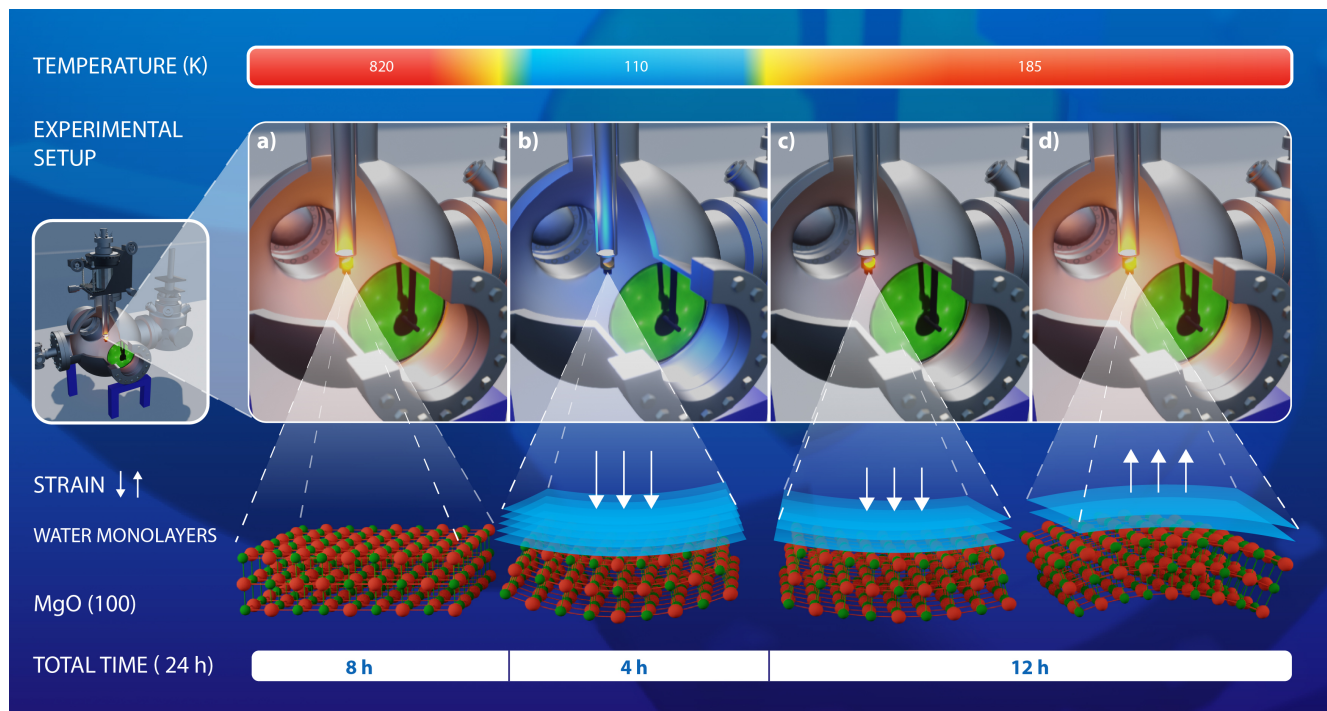 TEMPERATURE (K)
820
110
185
EXPERIMENTAL
SETUP
a)
b)
c)
d)
STRAIN ↓↑
WATER MONOLAYERS
MgO (100)
TOTAL TIME ( 24 h)
8 h
4 h
12 h